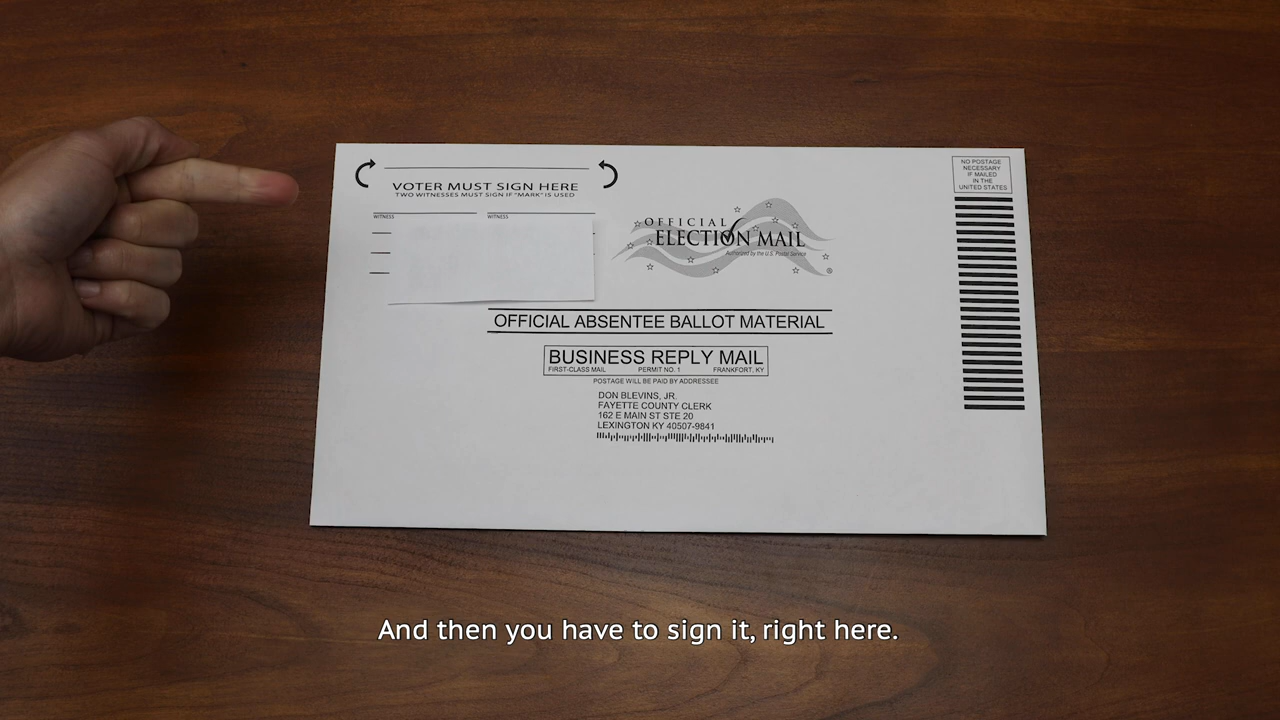 VOTER MUST SIGN HERE
TWO WITNESSES MUST SIGN IF "MARK" IS USED
WITNESS WITNESS
NO POSTAGE
NECESSARY
IF MAILED
IN THE
UNITED STATES
OFFICIAL
ELECTION MAIL
Authorized by the U.S. Postal Service
®
OFFICIAL ABSENTEE BALLOT MATERIAL
BUSINESS REPLY MAIL
FIRST-CLASS MAIL PERMIT NO. 1 FRANKFORT, KY
POSTAGE WILL BE PAID BY ADDRESSEE
DON BLEVINS, JR.
FAYETTE COUNTY CLERK
162 E MAIN ST STE 20
LEXINGTON KY 40507-9841
And then you have to sign it, right here.